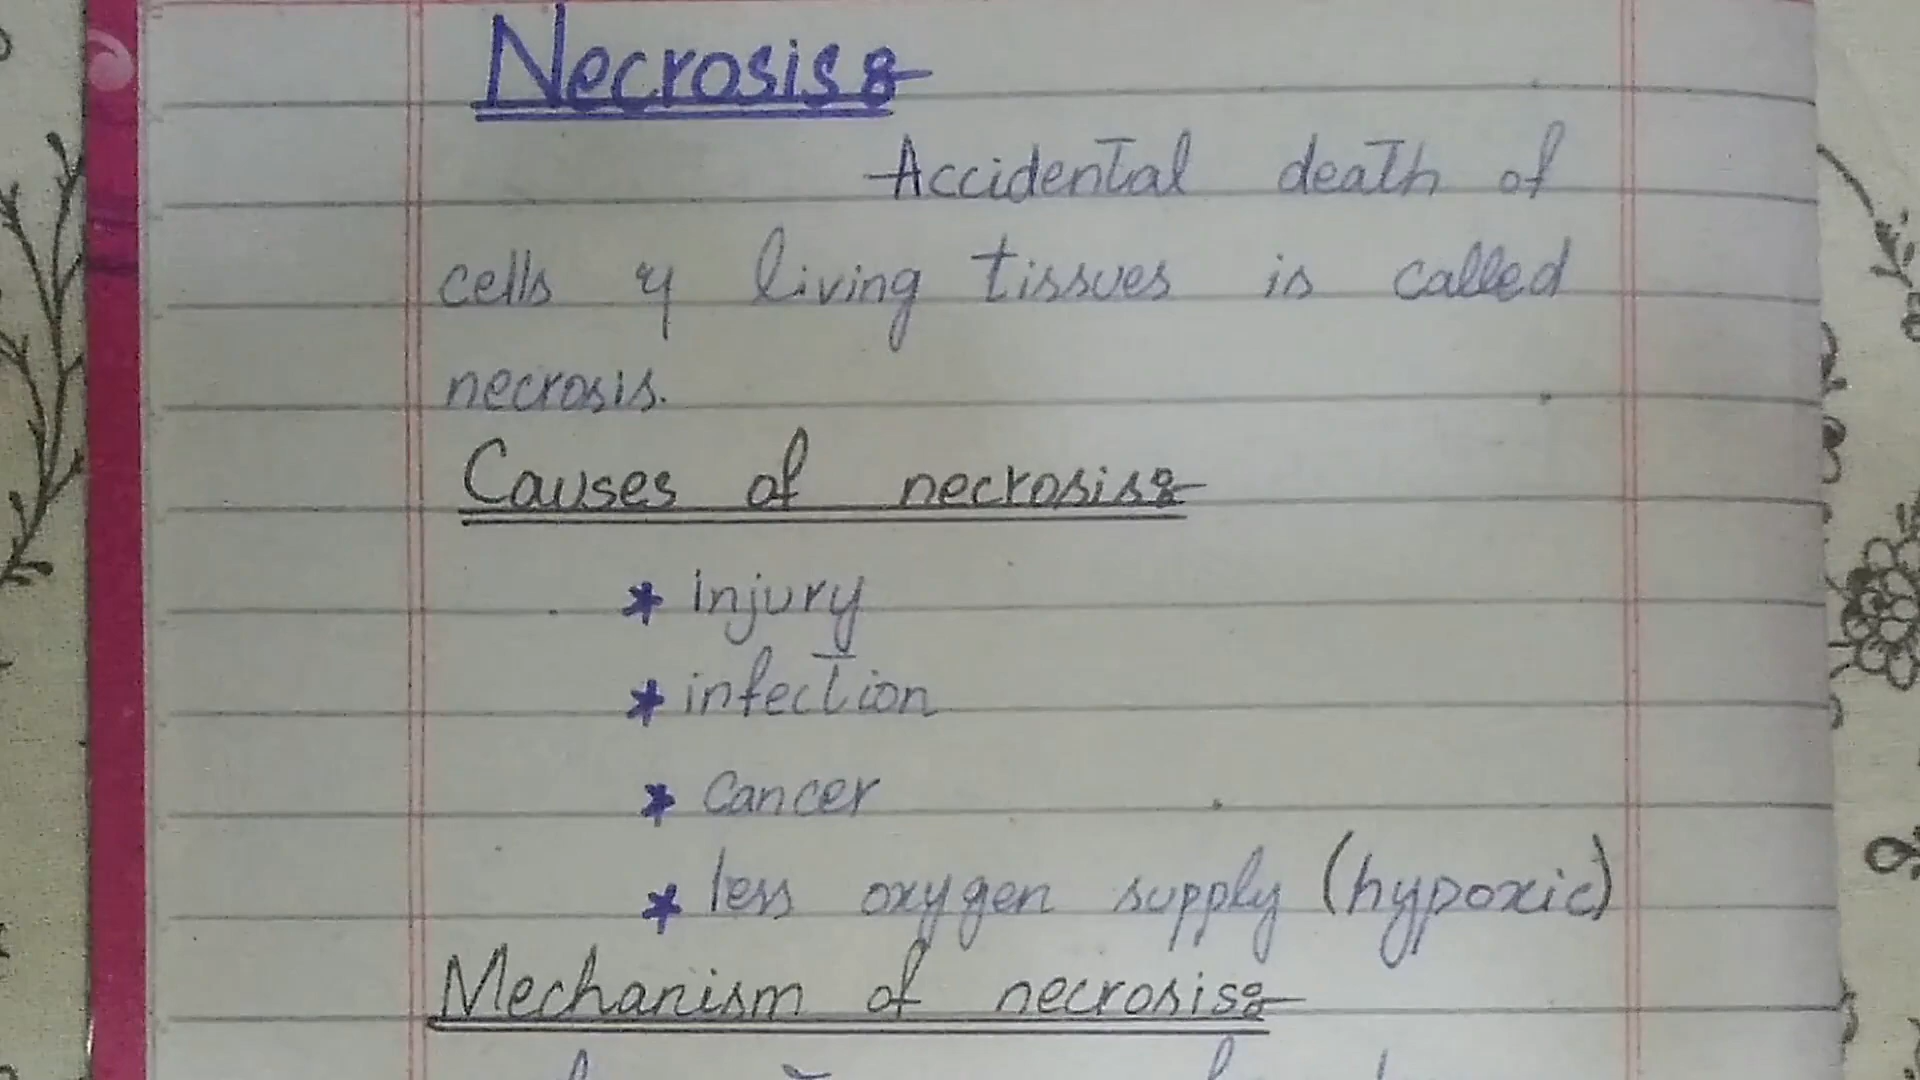 Necrosis:-
Accidental death of
cells & living tissues is called
necrosis.
Causes of necrosis:-
* injury
* infection
* cancer
* less oxygen supply (hypoxic)
Mechanism of necrosis:-